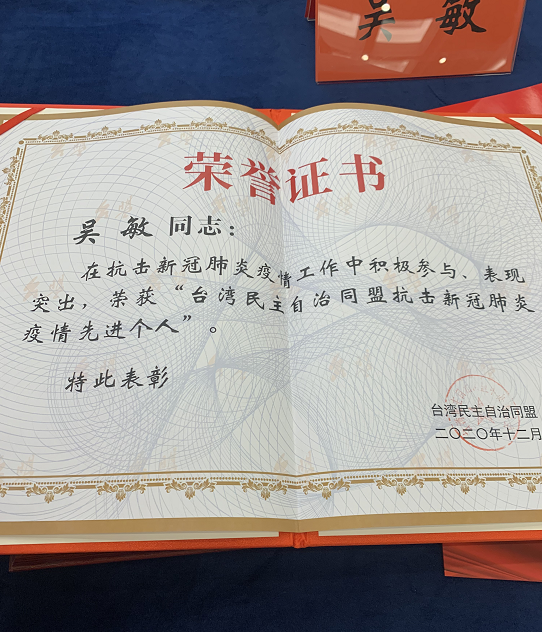 吴 敏
荣誉证书
吴 敏 同志：
在抗击新冠肺炎疫情工作中积极参与、表现
突出，荣获“台湾民主自治同盟抗击新冠肺炎
疫情先进个人”。
特此表彰
台湾民主自治同盟
二〇二〇年十二月